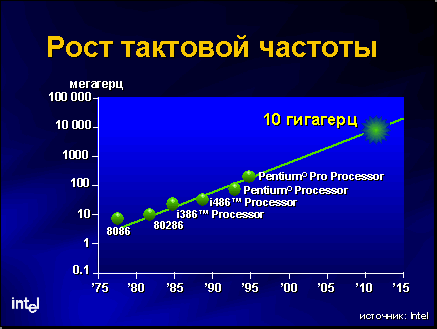 Рост тактовой частоты
мегагерц
100 000
10 000
1000
100
10
1
0.1
10 гигагерц
Pentium® Pro Processor
Pentium® Processor
i486™ Processor
i386™ Processor
80286
8086
'75 '80 '85 '90 '95 '00 '05 '10 '15
intel
источник: Intel